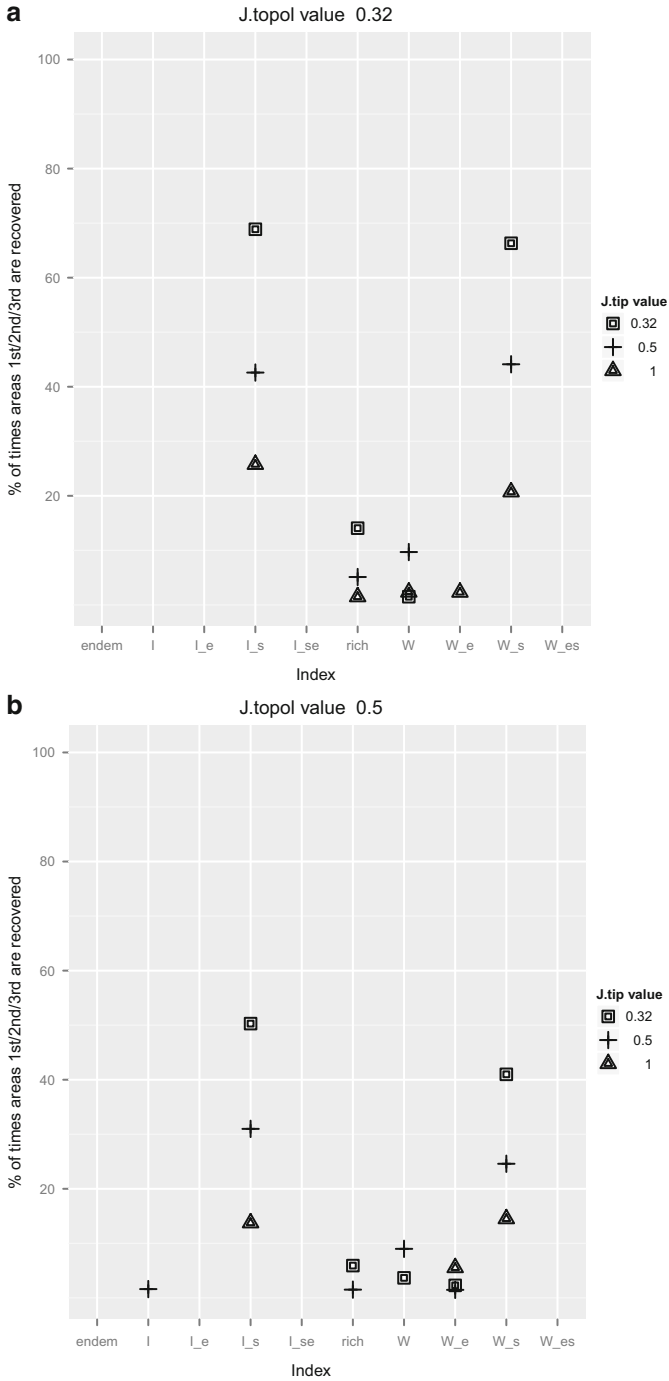 a
J.topol value 0.32
% of times areas 1st/2nd/3rd are recovered
100
80
60
40
20
endem I I_e I_s I_se rich W W_e W_s W_es
Index
J.tip value
0.32
0.5
1
b
J.topol value 0.5
% of times areas 1st/2nd/3rd are recovered
100
80
60
40
20
endem I I_e I_s I_se rich W W_e W_s W_es
Index
J.tip value
0.32
0.5
1